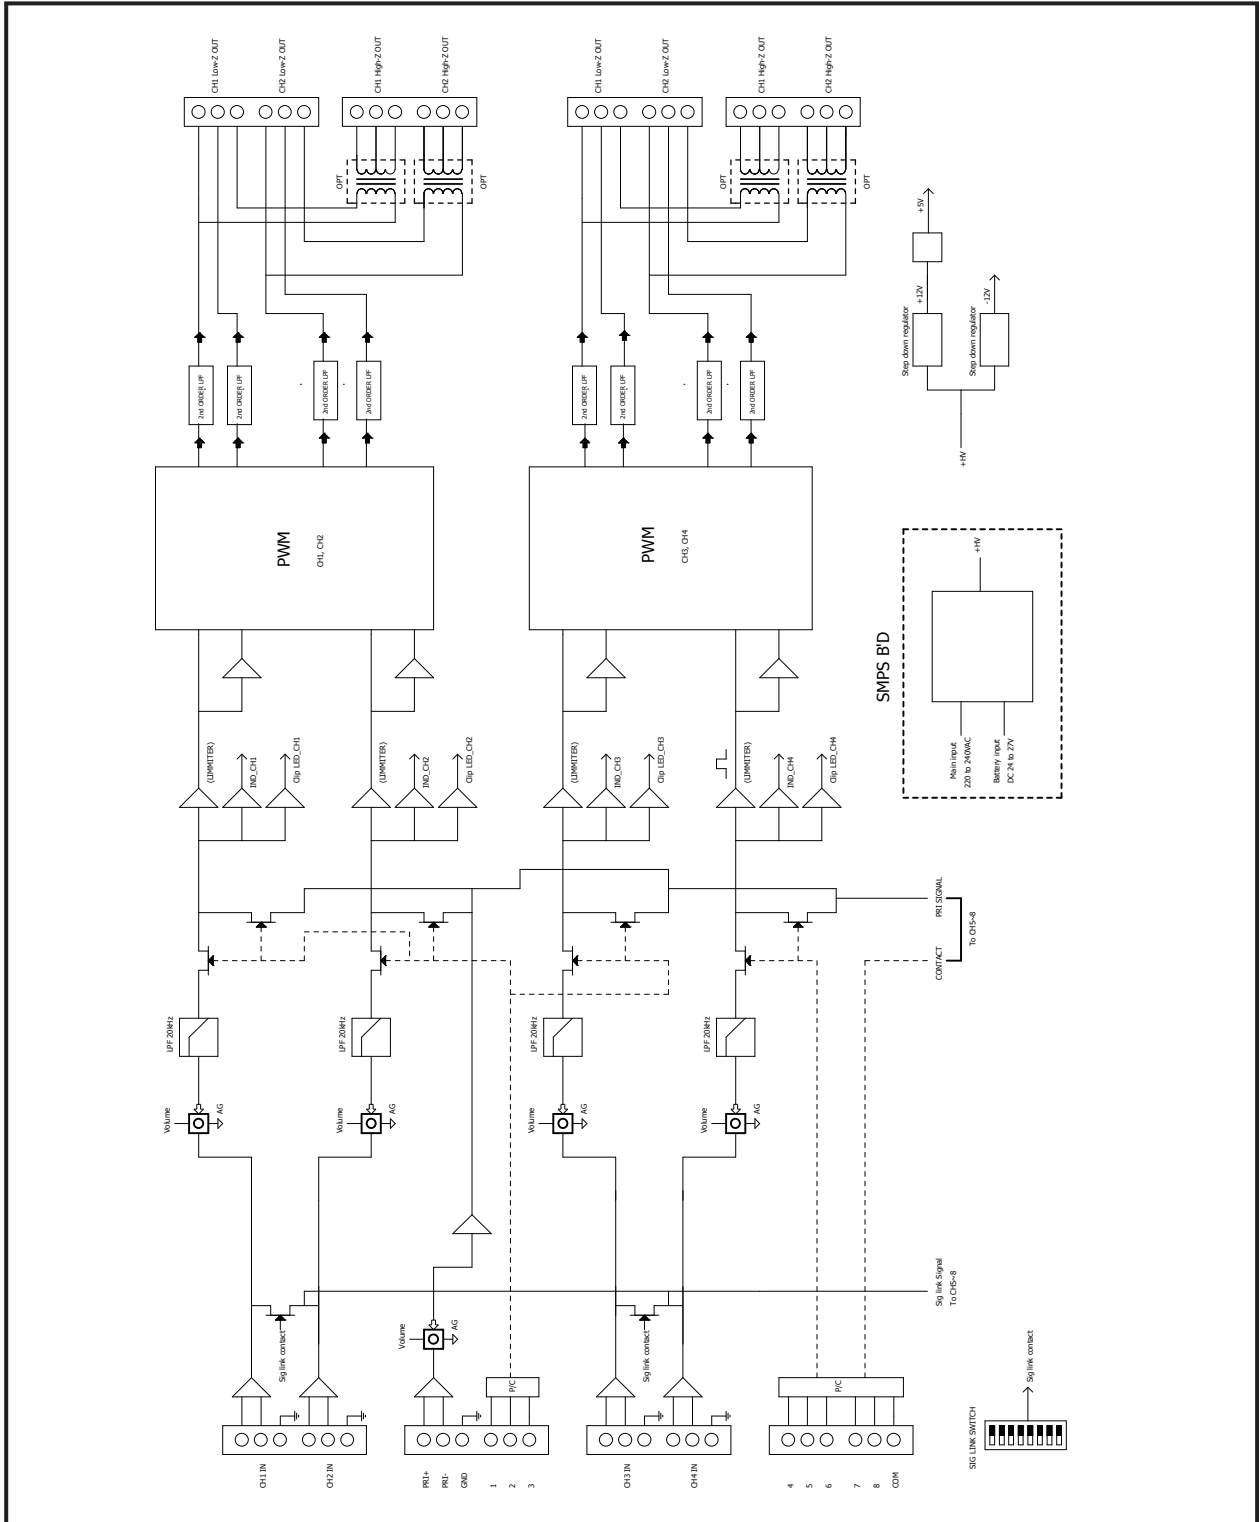 CH1 Low-Z OUT
CH2 Low-Z OUT
CH1 High-Z OUT
CH2 High-Z OUT
CH1 Low-Z OUT
CH2 Low-Z OUT
CH1 High-Z OUT
CH2 High-Z OUT
OPT
OPT
OPT
OPT
+5V
+12V
-12V
Step down regulator
Step down regulator
+HV
2nd ORDER LPF
2nd ORDER LPF
2nd ORDER LPF
2nd ORDER LPF
2nd ORDER LPF
2nd ORDER LPF
2nd ORDER LPF
2nd ORDER LPF
PWM
CH1, CH2
PWM
CH3, CH4
SMPS B'D
+HV
Main input
220 to 240VAC
Battery input
DC 24 to 27V
(LIMMITER)
IND_CH1
Clip LED_CH1
(LIMMITER)
IND_CH2
Clip LED_CH2
(LIMMITER)
IND_CH3
Clip LED_CH3
(LIMMITER)
IND_CH4
Clip LED_CH4
PRI SIGNAL
CONTACT
To CH5~8
LPF 20kHz
LPF 20kHz
LPF 20kHz
LPF 20kHz
Volume
AG
Volume
AG
Volume
AG
Volume
AG
Sig link Signal
To CH5~8
Sig link contact
Volume
AG
Sig link contact
Sig link contact
P/C
P/C
SIG LINK SWITCH
CH1 IN
CH2 IN
PRI+
PRI-
GND
1
2
3
CH3 IN
CH4 IN
4
5
6
7
8
COM